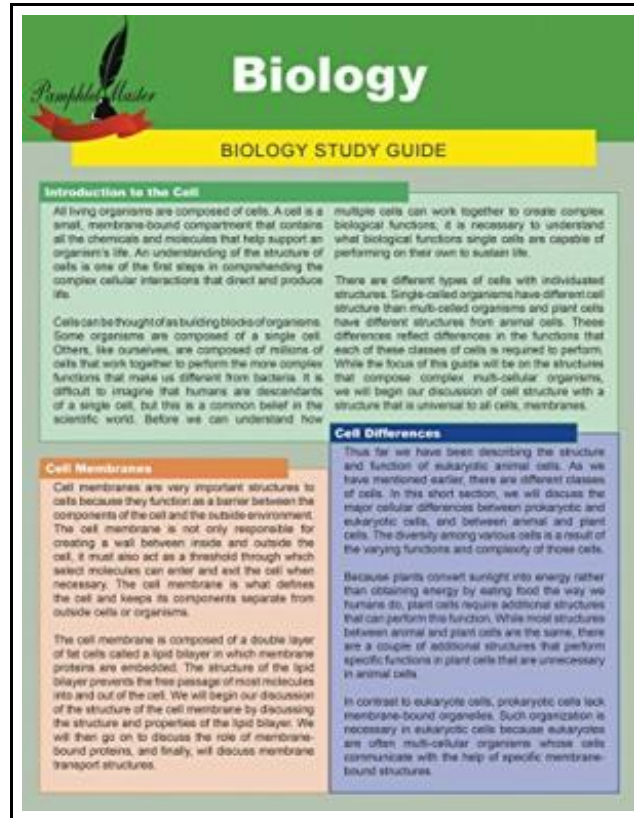 Pamphlet Master
Biology
BIOLOGY STUDY GUIDE
Introduction to the Cell
All living organisms are composed of cells. A cell is a
small, membrane-bound compartment that contains
all the chemicals and molecules that help support an
organism's life. An understanding of the structure of
cells is one of the first steps in comprehending the
complex cellular interactions that direct and produce
life.
Cells can be thought of as building blocks of organisms.
Some organisms are composed of a single cell.
Others, like ourselves, are composed of millions of
cells that work together to perform the more complex
functions that make us different from bacteria. It is
difficult to imagine that humans are descendants
of a single cell, but this is a common belief in the
scientific world. Before we can understand how
multiple cells can work together to create complex
biological functions, it is necessary to understand
what biological functions single cells are capable of
performing on their own to sustain life.
There are different types of cells with individuated
structures. Single-celled organisms have different cell
structure than multi-celled organisms and plant cells
have different structures from animal cells. These
differences reflect differences in the functions that
each of these classes of cells is required to perform.
While the focus of this guide will be on the structures
that compose complex multi-cellular organisms,
we will begin our discussion of cell structure with a
structure that is universal to all cells, membranes.
Cell Membranes
Cell membranes are very important structures to
cells because they function as a barrier between the
components of the cell and the outside environment.
The cell membrane is not only responsible for
creating a wall between inside and outside the
cell, it must also act as a threshold through which
select molecules can enter and exit the cell when
necessary. The cell membrane is what defines
the cell and keeps its components separate from
outside cells or organisms.
The cell membrane is composed of a double layer
of fat cells called a lipid bilayer in which membrane
proteins are embedded. The structure of the lipid
bilayer prevents the free passage of most molecules
into and out of the cell. We will begin our discussion
of the structure of the cell membrane by discussing
the structure and properties of the lipid bilayer. We
will then go on to discuss the role of membrane-
bound proteins, and finally, will discuss membrane
transport structures.
Cell Differences
Thus far we have been describing the structure
and function of eukaryotic animal cells. As we
have mentioned earlier, there are different classes
of cells. In this short section, we will discuss the
major cellular differences between prokaryotic and
eukaryotic cells, and between animal and plant
cells. The diversity among various cells is a result of
the varying functions and complexity of those cells.
Because plants convert sunlight into energy rather
than obtaining energy by eating food the way we
humans do, plant cells require additional structures
that can perform this function. While most structures
between animal and plant cells are the same, there
are a couple of additional structures that perform
specific functions in plant cells that are unnecessary
in animal cells.
In contrast to eukaryote cells, prokaryotic cells lack
membrane-bound organelles. Such organization is
necessary in eukaryotic cells because eukaryotes
are often multi-cellular organisms whose cells
communicate with the help of specific membrane-
bound structures.